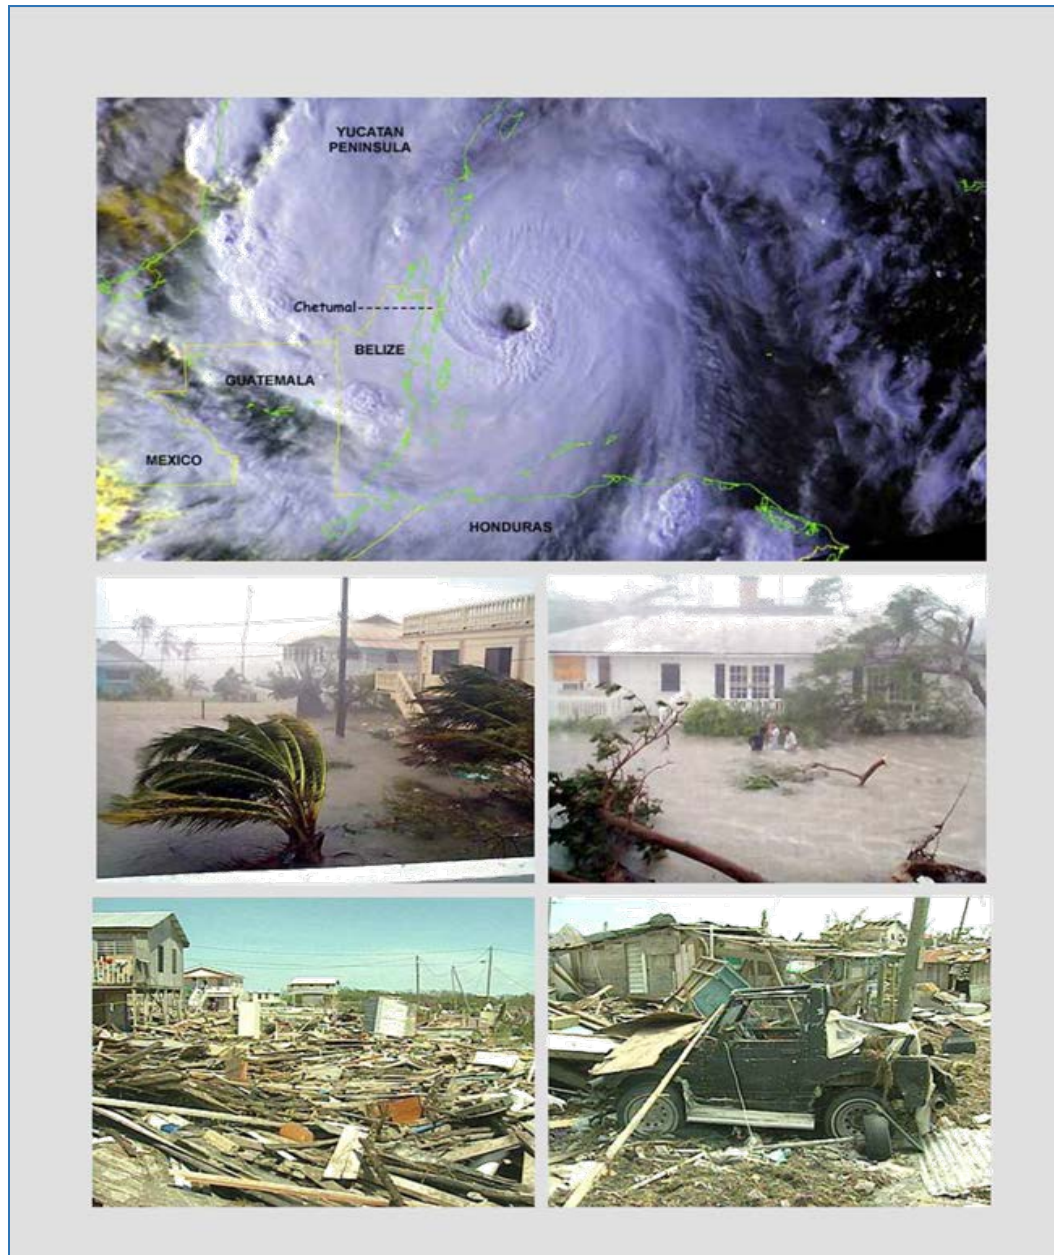 YUCATAN
PENINSULA
Chetumal
BELIZE
GUATEMALA
MEXICO
HONDURAS